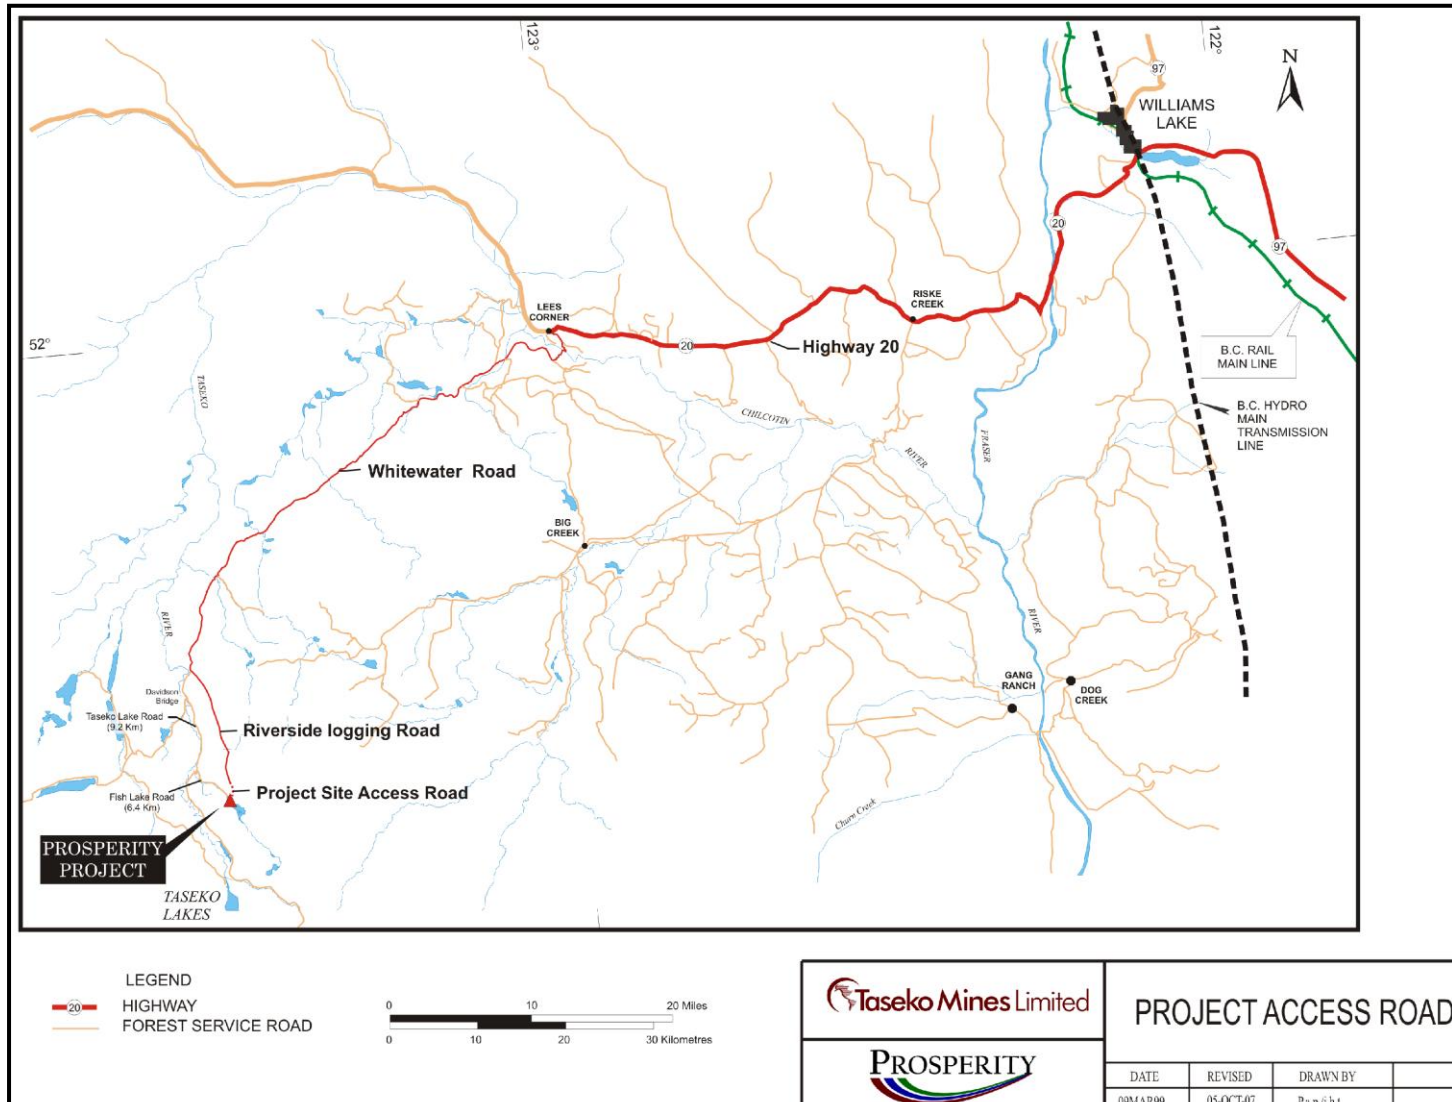 123°
122°
N
97
WILLIAMS
LAKE
20
97
LEES
CORNER
RISKE
CREEK
52°
20
Highway 20
B.C. RAIL
MAIN LINE
TASEKO
CHILCOTIN
B.C. HYDRO
MAIN
TRANSMISSION
LINE
FRASER
RIVER
Whitewater Road
BIG
CREEK
RIVER
RIVER
GANG
RANCH
DOG
CREEK
Davidson
Bridge
Taseko Lake Road
(9.2 Km)
Riverside logging Road
Fish Lake Road
(6.4 Km)
Project Site Access Road
Churn Creek
PROSPERITY
PROJECT
TASEKO
LAKES
LEGEND
20 HIGHWAY
FOREST SERVICE ROAD
0 10 20 Miles
0 10 20 30 Kilometres
Taseko Mines Limited
PROJECT ACCESS ROAD
PROSPERITY
DATE REVISED DRAWN BY
09MAR99 05-OCT-07